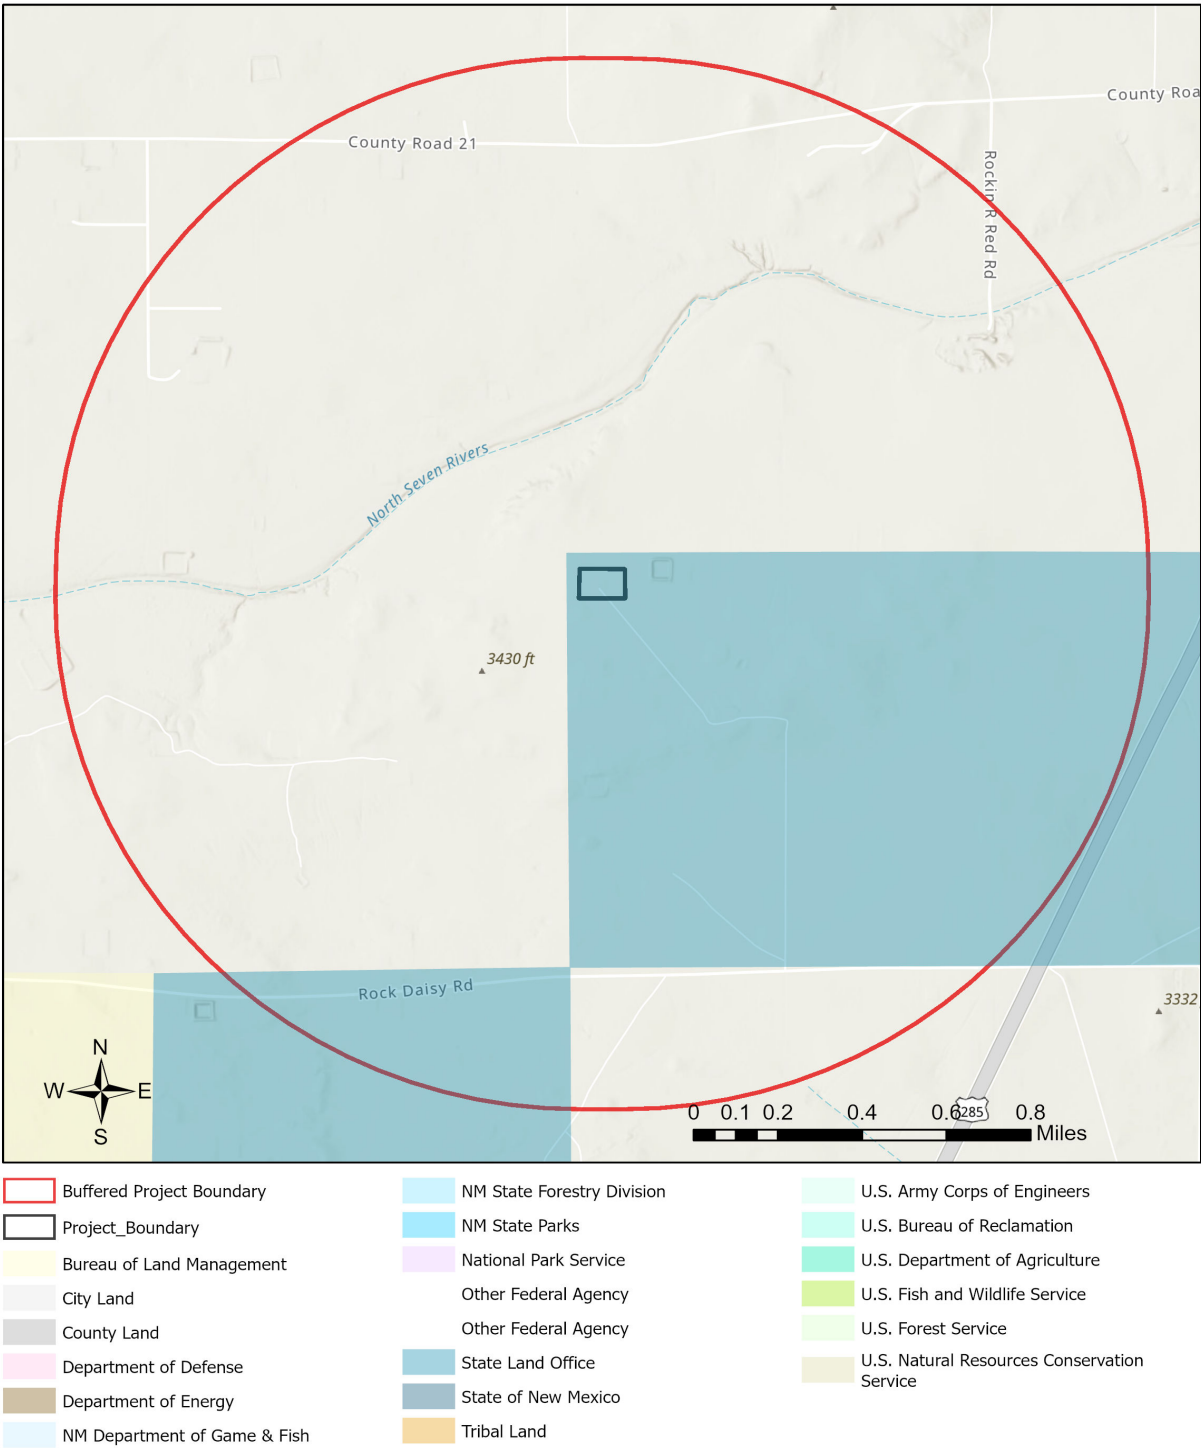 County Roa
County Road 21
Rockin R Red Rd
North Seven Rivers
3430 ft
Rock Daisy Rd
3332
N
W E
S
0 0.1 0.2 0.4 0.6 0.8
285
Miles
Buffered Project Boundary
Project_Boundary
Bureau of Land Management
City Land
County Land
Department of Defense
Department of Energy
NM Department of Game & Fish
NM State Forestry Division
NM State Parks
National Park Service
Other Federal Agency
Other Federal Agency
State Land Office
State of New Mexico
Tribal Land
U.S. Army Corps of Engineers
U.S. Bureau of Reclamation
U.S. Department of Agriculture
U.S. Fish and Wildlife Service
U.S. Forest Service
U.S. Natural Resources Conservation
Service